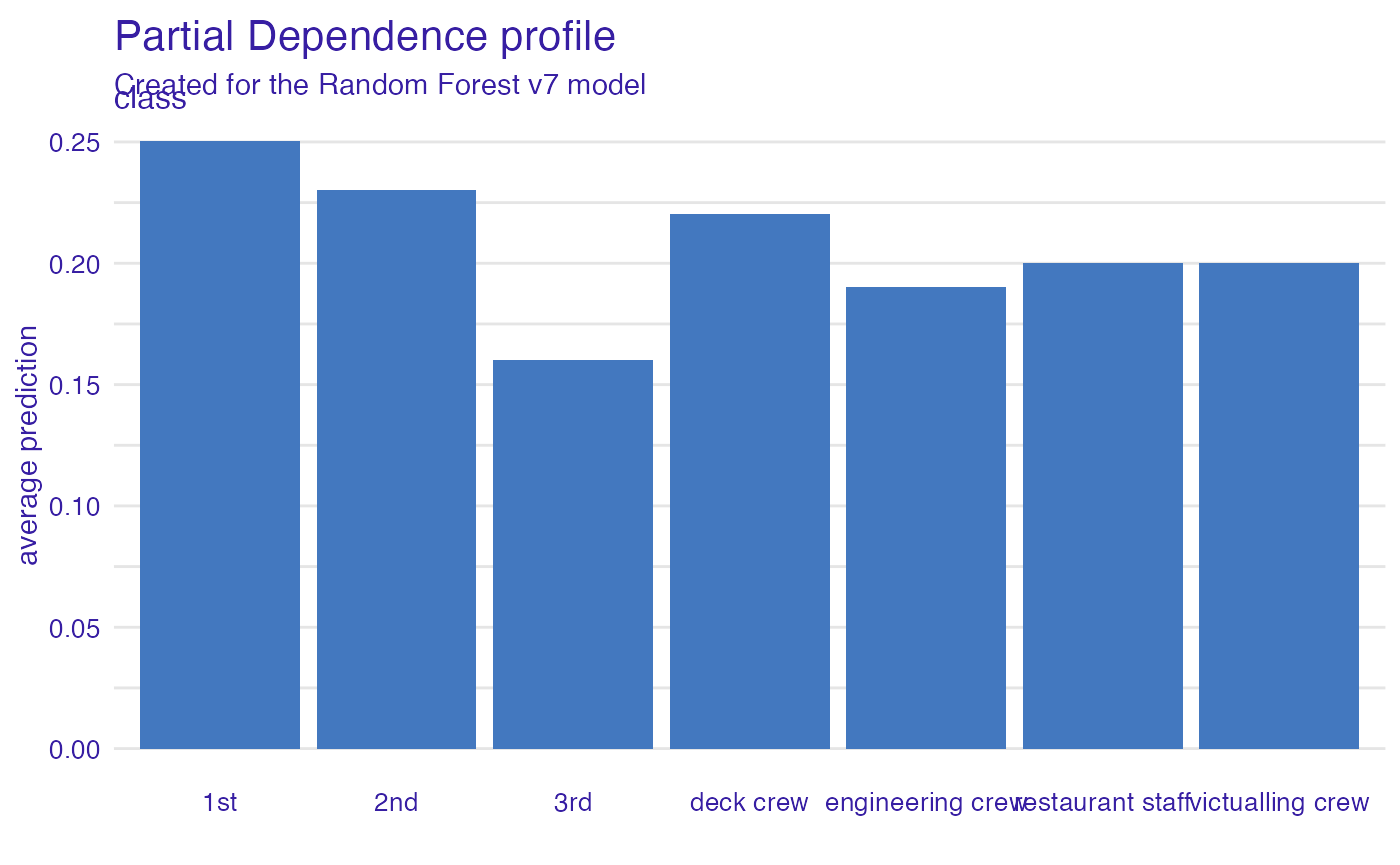 Partial Dependence profile
Created for the Random Forest v7 model
class
0.25
0.20
0.15
0.10
0.05
0.00
average prediction
1st
2nd
3rd
deck crew
engineering crew
restaurant staff
victualling crew